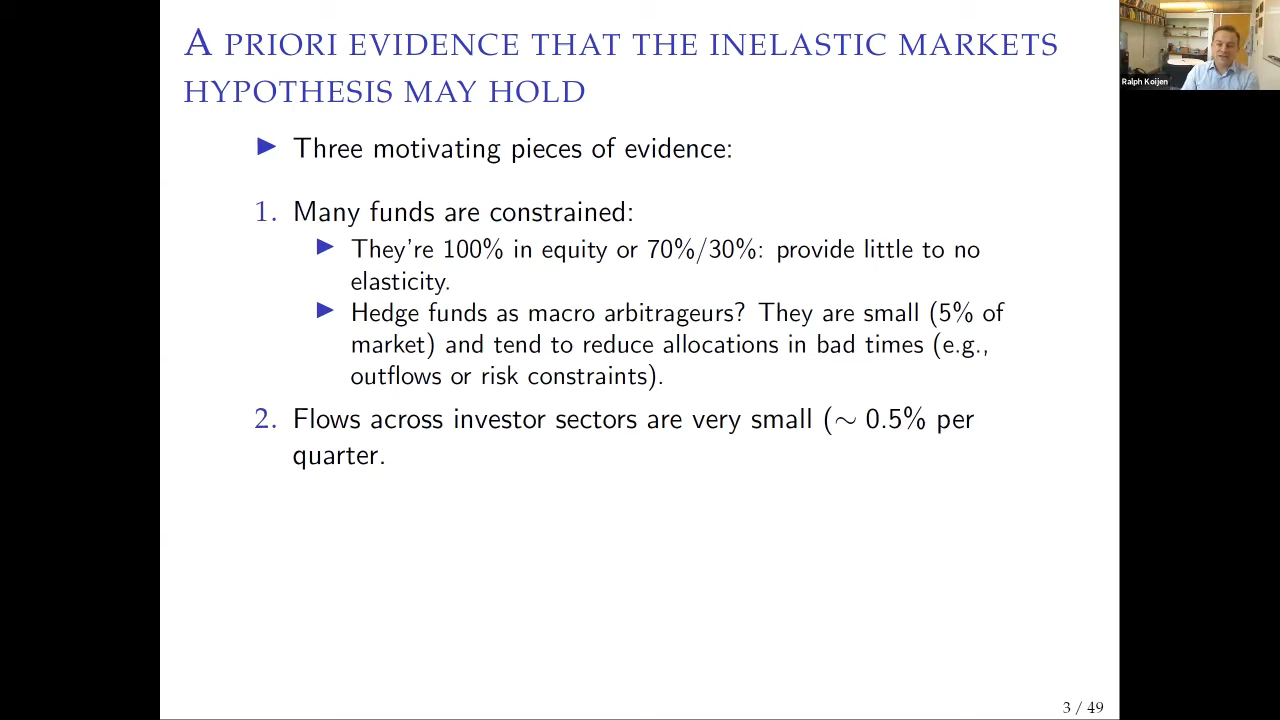 A PRIORI EVIDENCE THAT THE INELASTIC MARKETS
HYPOTHESIS MAY HOLD
Ralph Koijen
▶ Three motivating pieces of evidence:
1. Many funds are constrained:
▶ They're 100% in equity or 70%/30%: provide little to no
elasticity.
▶ Hedge funds as macro arbitrageurs? They are small (5% of
market) and tend to reduce allocations in bad times (e.g.,
outflows or risk constraints).
2. Flows across investor sectors are very small (∼ 0.5% per
quarter.
3 / 49